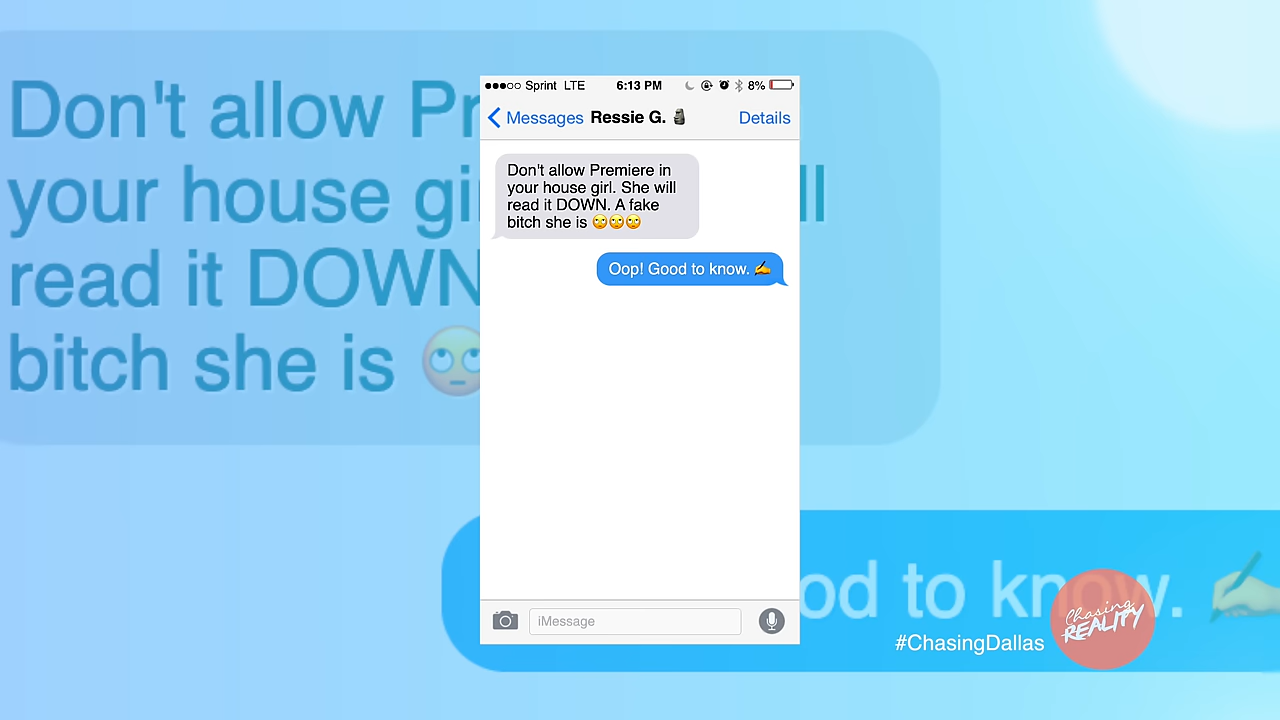 Sprint LTE 6:13 PM 8%
Messages Ressie G. 🗿 Details
Don't allow Premiere in
your house girl. She will
read it DOWN. A fake
bitch she is 🙄🙄🙄
Oop! Good to know. ✍️
iMessage
Don't allow Pr
your house gi ll
read it DOWN
bitch she is 🙄
od to know. ✍️
#ChasingDallas
Chasing
REALITY